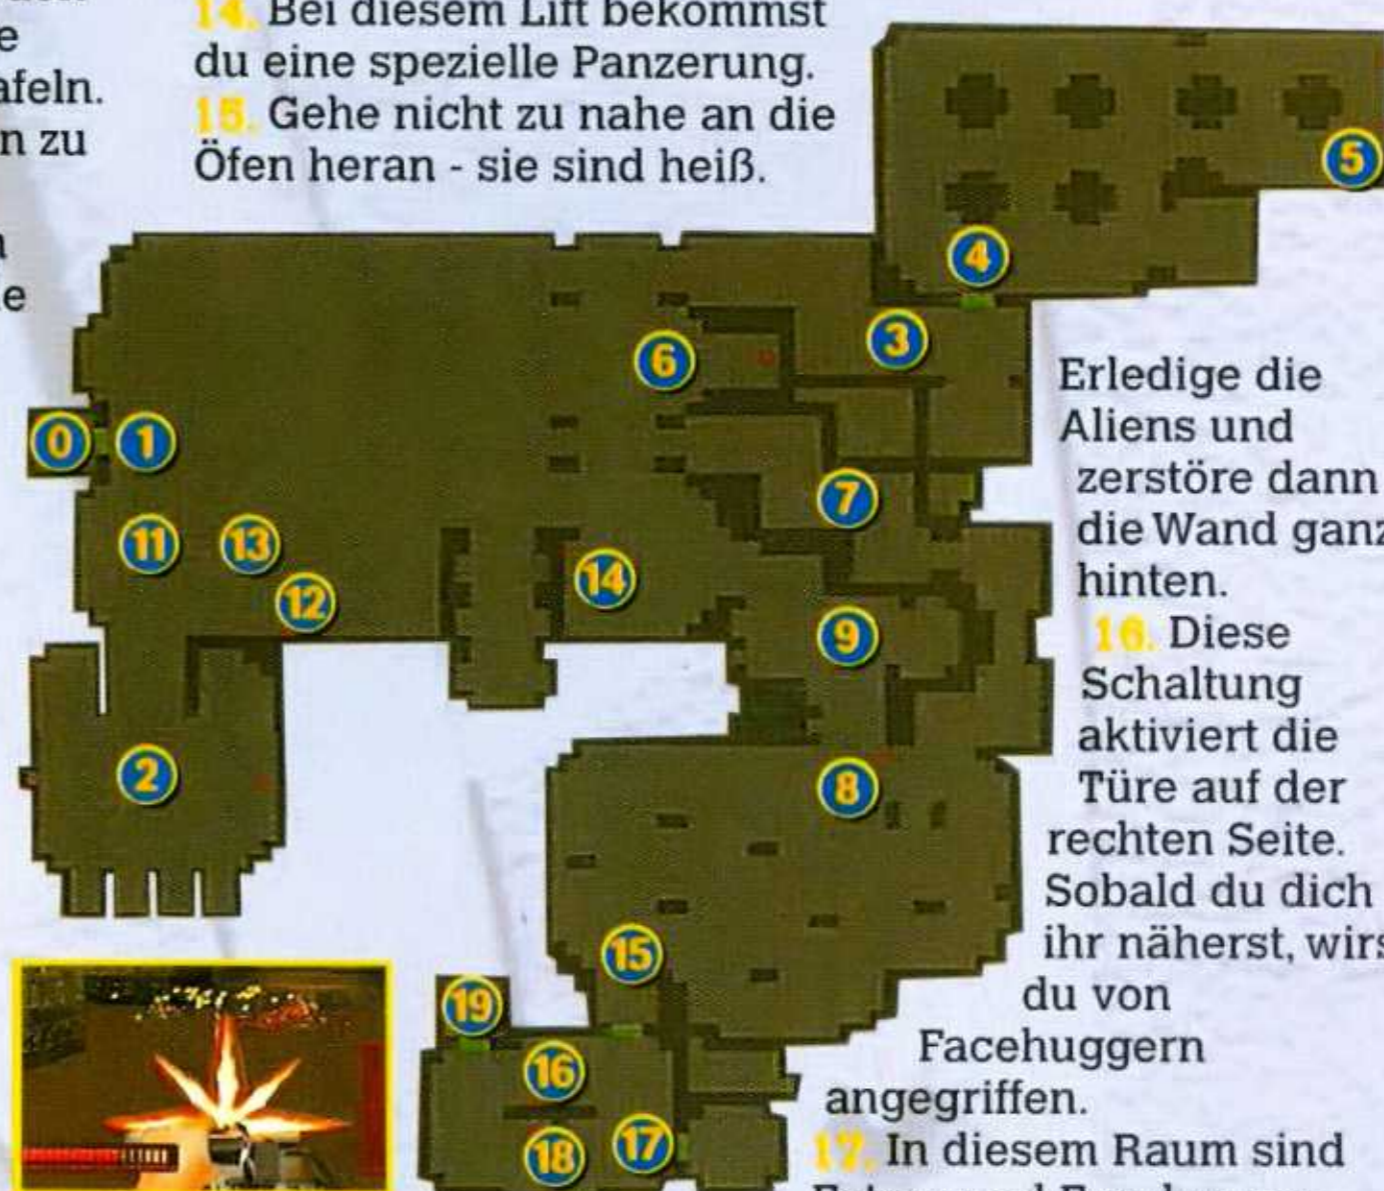 e
afeln.
n zu
e
14. Bei diesem Lift bekommst
du eine spezielle Panzerung.
15. Gehe nicht zu nahe an die
Öfen heran - sie sind heiß.
5
4
3
6
0
1
7
11
13
12
14
9
2
8
15
19
16
18
17
Erledige die
Aliens und
zerstöre dann
die Wand ganz
hinten.
16. Diese
Schaltung
aktiviert die
Türe auf der
rechten Seite.
Sobald du dich
ihr näherst, wirs
du von
Facehuggern
angegriffen.
17. In diesem Raum sind